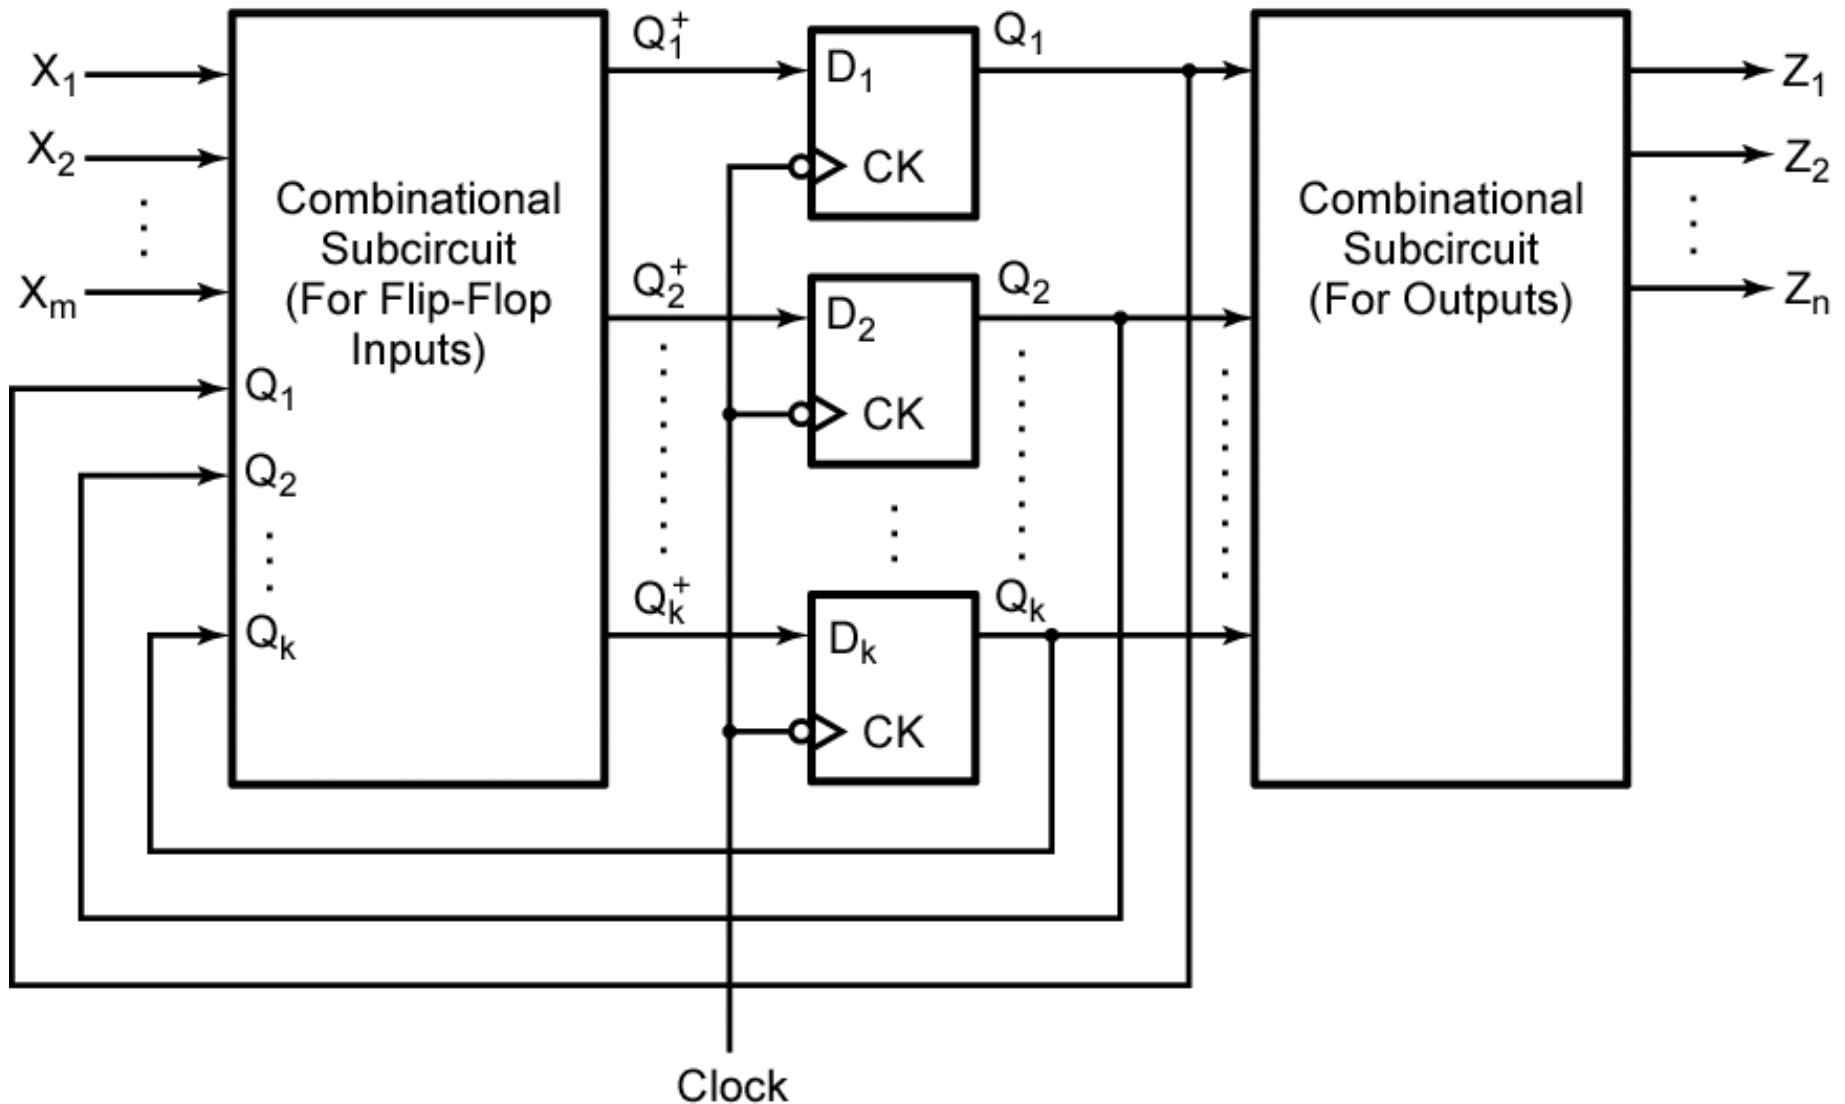 X₁
X₂
Xₘ
Combinational
Subcircuit
(For Flip-Flop
Inputs)
Q₁
Q₂
Qₖ
Q₁⁺
Q₂⁺
Qₖ⁺
D₁
CK
D₂
CK
Dₖ
CK
Q₁
Q₂
Qₖ
Combinational
Subcircuit
(For Outputs)
Z₁
Z₂
Zₙ
Clock